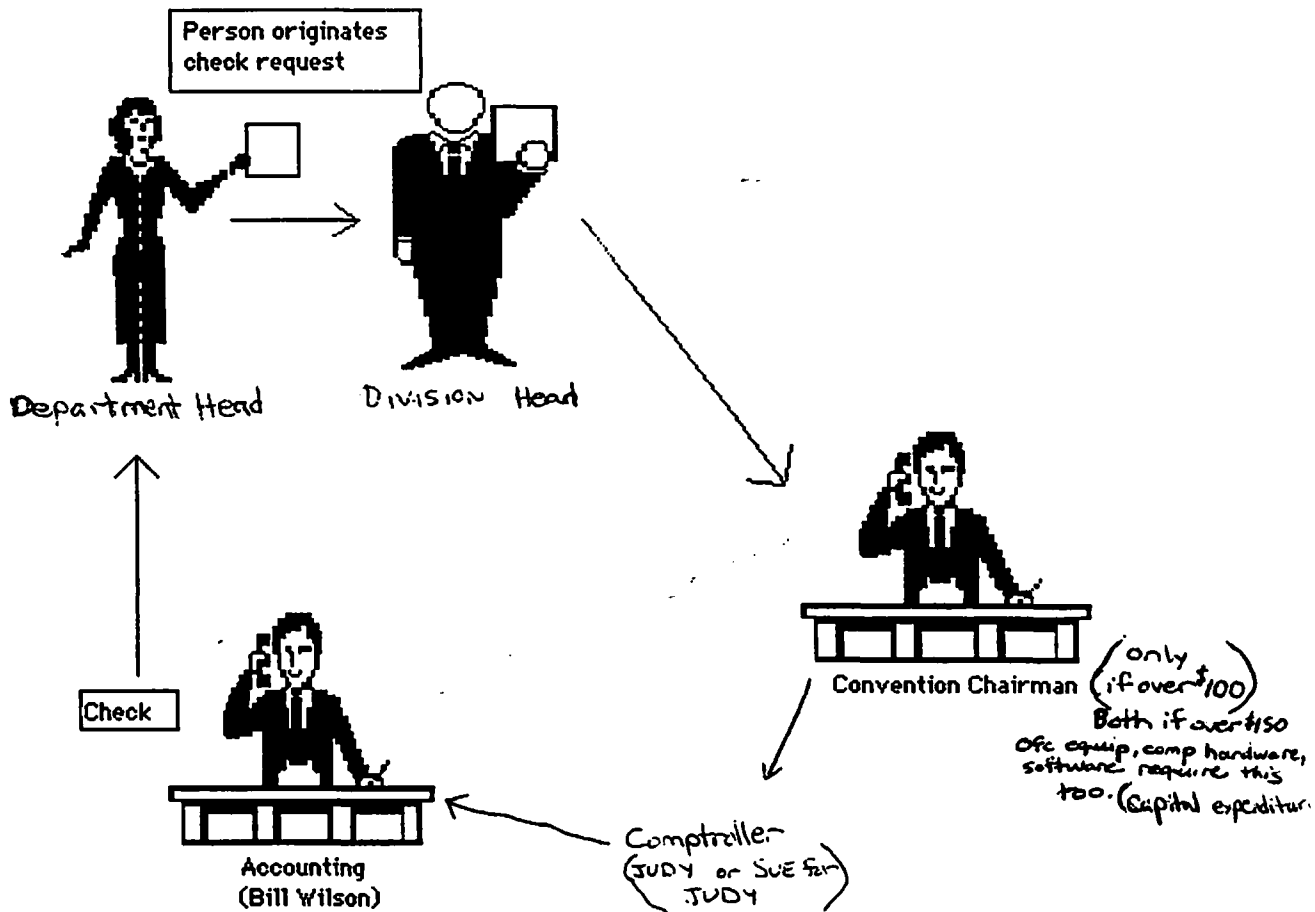 Person originates
check request
Department Head
Division Head
Convention Chairman
(only
if over $100)
Both if over $150
Ofc equip, comp hardware,
software require this
too. (Capital expenditur.
Check
Accounting
(Bill Wilson)
Comptroller
(JUDY or SUE for
JUDY)